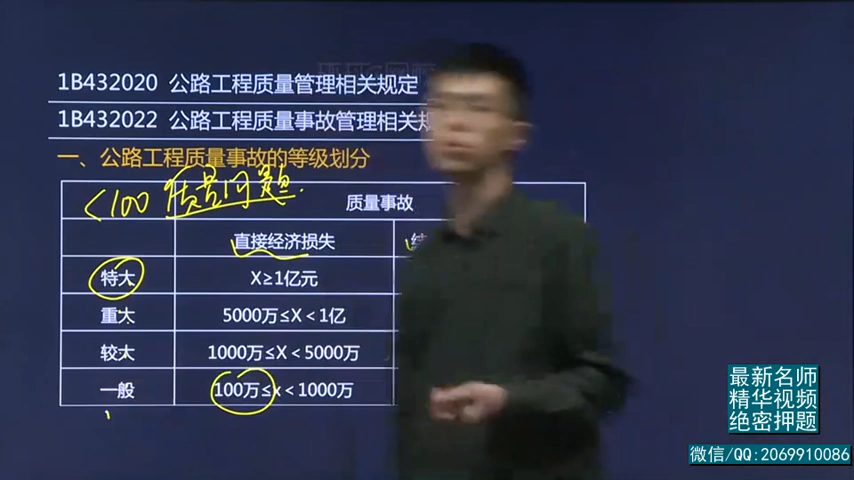 1B432020 公路工程质量管理相关规定
1B432022 公路工程质量事故管理相关
一、公路工程质量事故的等级划分
<100 质量问题.
质量事故
直接经济损失
特大 X≥1亿元
重大 5000万≤X<1亿
较大 1000万≤X<5000万
一般 100万≤x<1000万
最新名师
精华视频
绝密押题
微信/QQ:2069910086